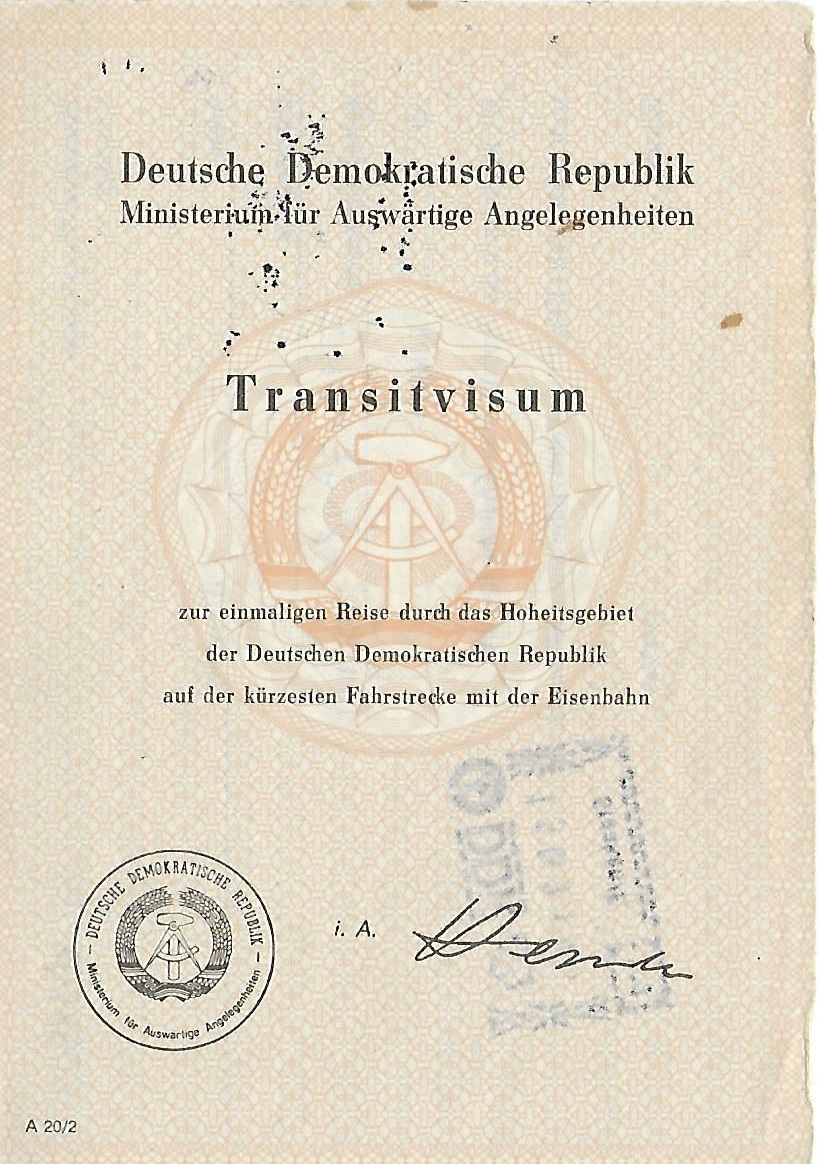 Deutsche Demokratische Republik
Ministerium für Auswärtige Angelegenheiten
Transitvisum
zur einmaligen Reise durch das Hoheitsgebiet
der Deutschen Demokratischen Republik
auf der kürzesten Fahrstrecke mit der Eisenbahn
DDR
i. A.
– DEUTSCHE DEMOKRATISCHE REPUBLIK –
Ministerium für Auswärtige Angelegenheiten
A 20/2